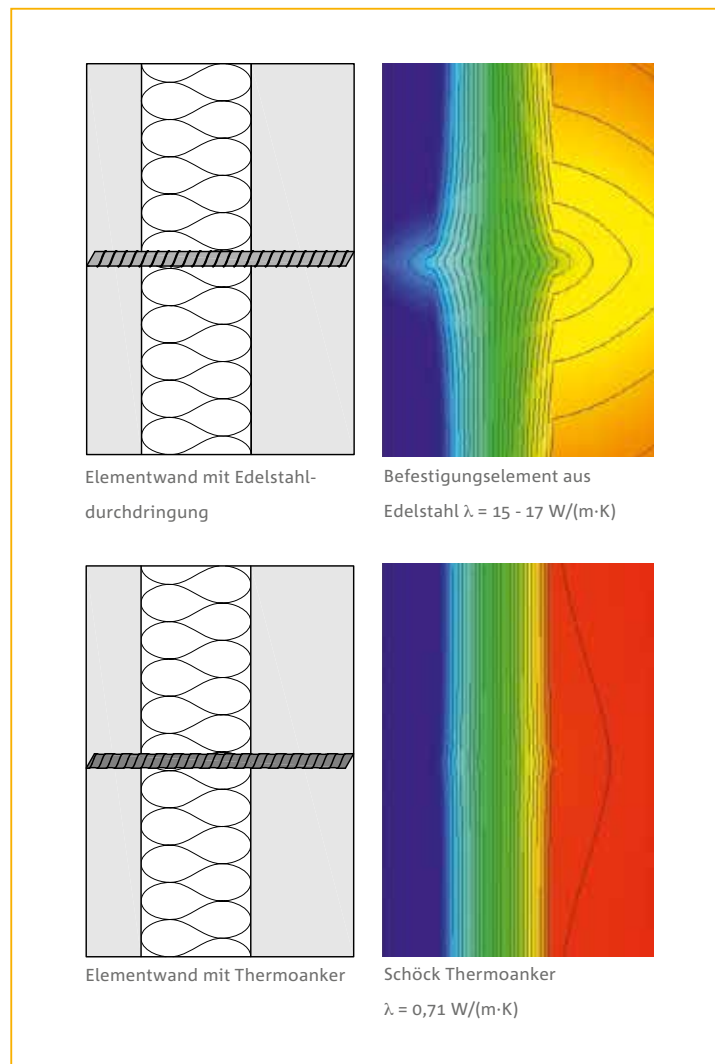 Elementwand mit Edelstahl-
durchdringung
Befestigungselement aus
Edelstahl λ = 15 - 17 W/(m·K)
Elementwand mit Thermoanker
Schöck Thermoanker
λ = 0,71 W/(m·K)